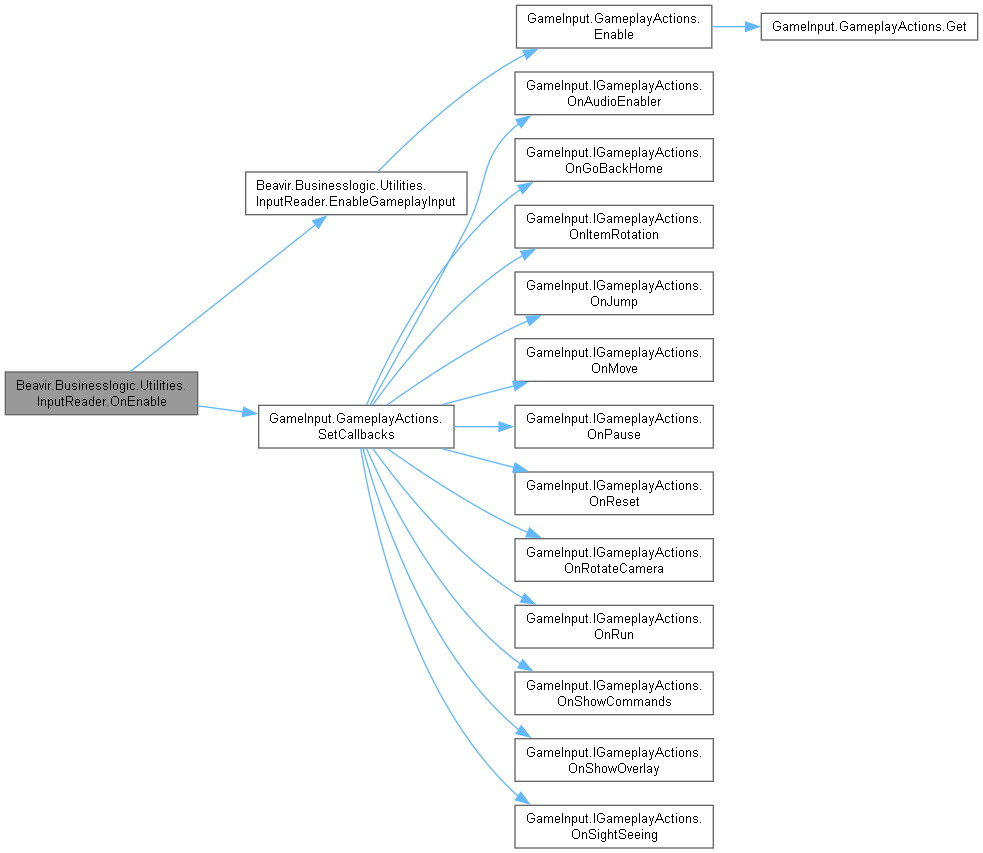 GameInput.GameplayActions.
Enable
GameInput.GameplayActions.Get
GameInput.IGameplayActions.
OnAudioEnabler
GameInput.IGameplayActions.
OnGoBackHome
Beavir.Businesslogic.Utilities.
InputReader.EnableGameplayInput
GameInput.IGameplayActions.
OnItemRotation
GameInput.IGameplayActions.
OnJump
GameInput.IGameplayActions.
OnMove
Beavir.Businesslogic.Utilities.
InputReader.OnEnable
GameInput.GameplayActions.
SetCallbacks
GameInput.IGameplayActions.
OnPause
GameInput.IGameplayActions.
OnReset
GameInput.IGameplayActions.
OnRotateCamera
GameInput.IGameplayActions.
OnRun
GameInput.IGameplayActions.
OnShowCommands
GameInput.IGameplayActions.
OnShowOverlay
GameInput.IGameplayActions.
OnSightSeeing